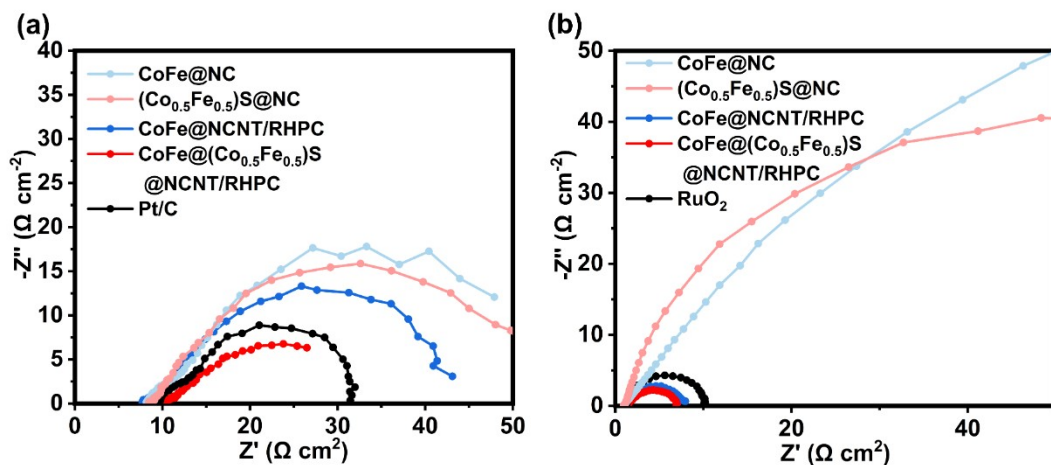 (a)
40
35
30
25
20
15
10
5
0
-Z" (Ω cm⁻²)
CoFe@NC
(Co₀.₅Fe₀.₅)S@NC
CoFe@NCNT/RHPC
CoFe@(Co₀.₅Fe₀.₅)S
@NCNT/RHPC
Pt/C
0 10 20 30 40 50
Z' (Ω cm²)
(b)
50
40
30
20
10
0
-Z" (Ω cm⁻²)
CoFe@NC
(Co₀.₅Fe₀.₅)S@NC
CoFe@NCNT/RHPC
CoFe@(Co₀.₅Fe₀.₅)S
@NCNT/RHPC
RuO₂
0 20 40
Z' (Ω cm²)